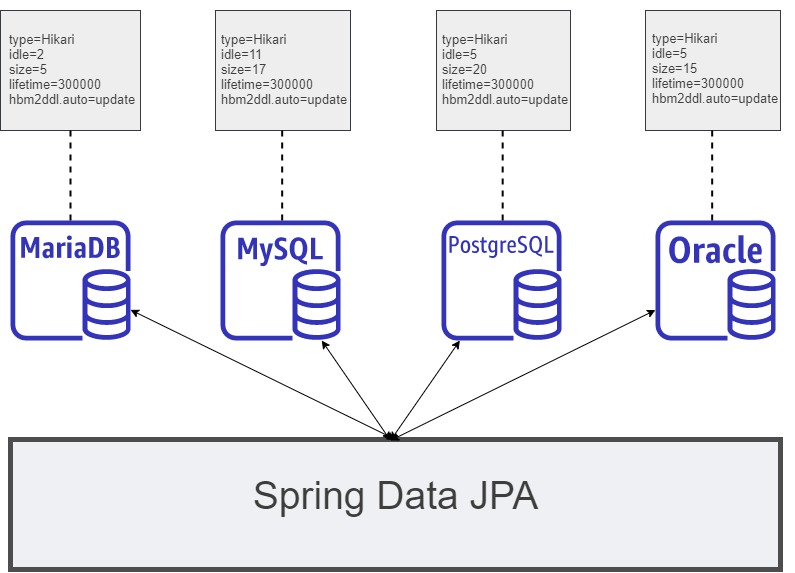 type=Hikari
idle=2
size=5
lifetime=300000
hbm2ddl.auto=update
type=Hikari
idle=11
size=17
lifetime=300000
hbm2ddl.auto=update
type=Hikari
idle=5
size=20
lifetime=300000
hbm2ddl.auto=update
type=Hikari
idle=5
size=15
lifetime=300000
hbm2ddl.auto=update
MariaDB
MySQL
PostgreSQL
Oracle
Spring Data JPA